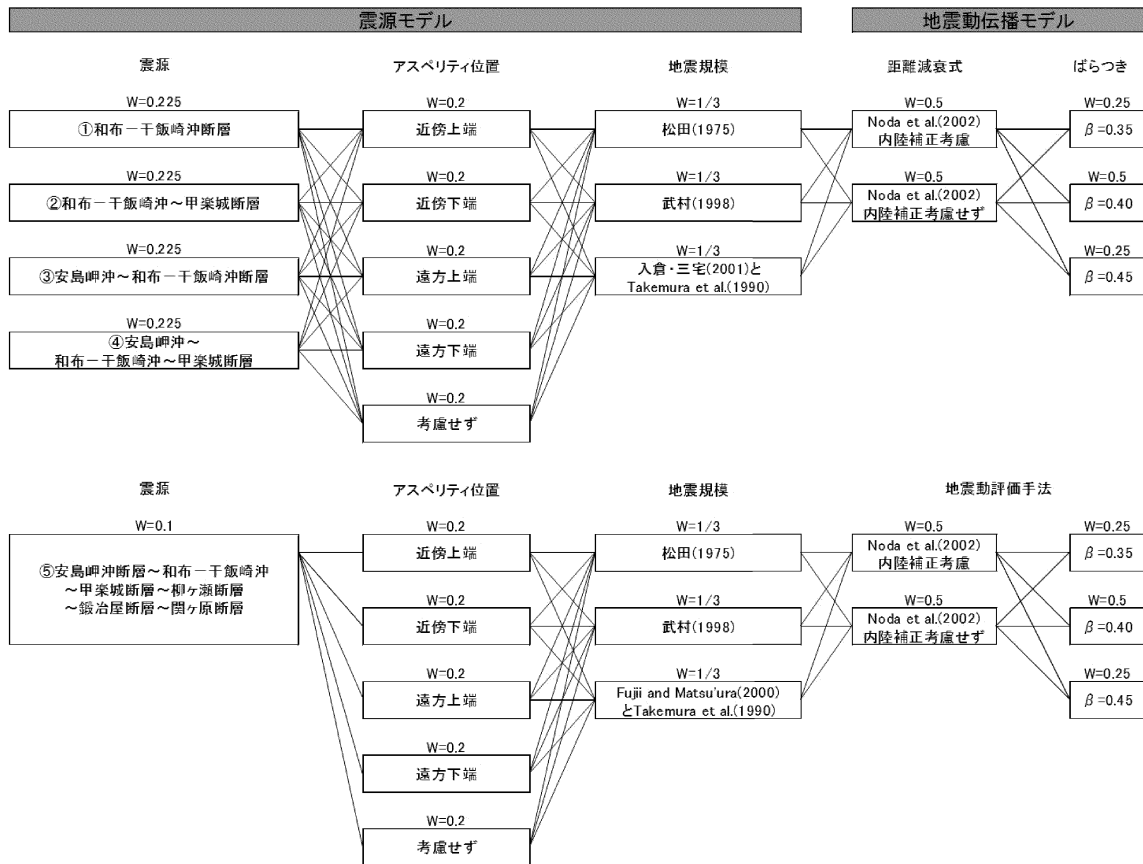 震源モデル 地震動伝播モデル
震源 アスペリティ位置 地震規模 距離減衰式 ばらつき
W=0.225 W=0.2 W=1/3 W=0.5 W=0.25
①和布－干飯崎沖断層 近傍上端 松田(1975) Noda et al.(2002) β=0.35
内陸補正考慮
W=0.225 W=0.2 W=1/3 W=0.5 W=0.5
②和布－干飯崎沖～甲楽城断層 近傍下端 武村(1998) Noda et al.(2002) β=0.40
内陸補正考慮せず
W=0.225 W=0.2 W=1/3 W=0.25
③安島岬沖～和布－干飯崎沖断層 遠方上端 入倉・三宅(2001)と β=0.45
Takemura et al.(1990)
W=0.225 W=0.2
④安島岬沖～ 遠方下端
和布－干飯崎沖～甲楽城断層
W=0.2
考慮せず
震源 アスペリティ位置 地震規模 地震動評価手法
W=0.1 W=0.2 W=1/3 W=0.5 W=0.25
近傍上端 松田(1975) Noda et al.(2002) β=0.35
内陸補正考慮
⑤安島岬沖断層～和布－干飯崎沖
～甲楽城断層～柳ヶ瀬断層
～鍛冶屋断層～関ヶ原断層
W=0.2 W=1/3 W=0.5 W=0.5
近傍下端 武村(1998) Noda et al.(2002) β=0.40
内陸補正考慮せず
W=0.2 W=1/3 W=0.25
遠方上端 Fujii and Matsu'ura(2000) β=0.45
とTakemura et al.(1990)
W=0.2
遠方下端
W=0.2
考慮せず